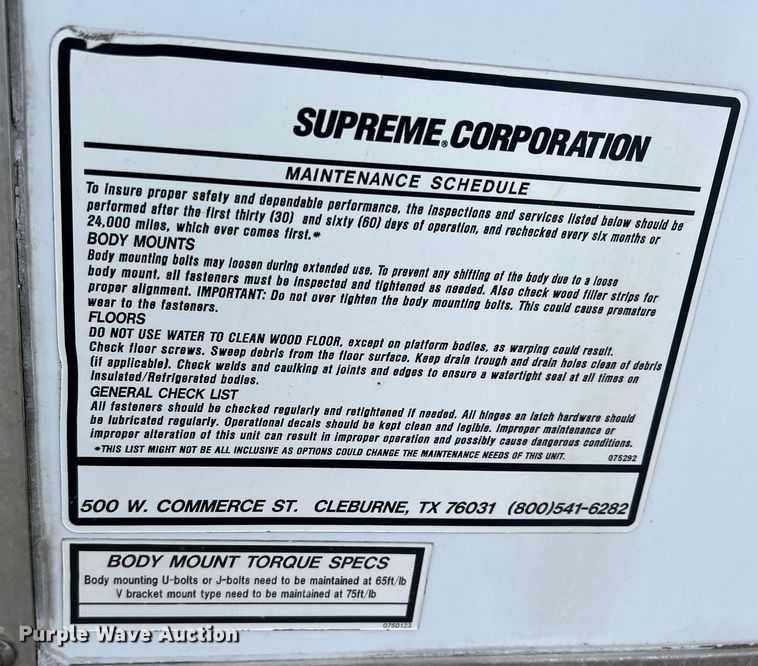 SUPREME® CORPORATION
MAINTENANCE SCHEDULE
To insure proper safety and dependable performance, the inspections and services listed below should be
performed after the first thirty (30) and sixty (60) days of operation, and rechecked every six months or
24,000 miles, which ever comes first.*
BODY MOUNTS
Body mounting bolts may loosen during extended use. To prevent any shifting of the body due to a loose
body mount, all fasteners must be inspected and tightened as needed. Also check wood filler strips for
proper alignment. IMPORTANT: Do not over tighten the body mounting bolts. This could cause premature
wear to the fasteners.
FLOORS
DO NOT USE WATER TO CLEAN WOOD FLOOR, except on platform bodies, as warping could result.
Check floor screws. Sweep debris from the floor surface. Keep drain trough and drain holes clean of debris
(if applicable). Check welds and caulking at joints and edges to ensure a watertight seal at all times on
Insulated/Refrigerated bodies.
GENERAL CHECK LIST
All fasteners should be checked regularly and retightened if needed. All hinges an latch hardware should
be lubricated regularly. Operational decals should be kept clean and legible. Improper maintenance or
improper alteration of this unit can result in improper operation and possibly cause dangerous conditions.
*THIS LIST MIGHT NOT BE ALL INCLUSIVE AS OPTIONS COULD CHANGE THE MAINTENANCE NEEDS OF THIS UNIT. 075292
500 W. COMMERCE ST. CLEBURNE, TX 76031 (800)541-6282
BODY MOUNT TORQUE SPECS
Body mounting U-bolts or J-bolts need to be maintained at 65ft/lb
V bracket mount type need to be maintained at 75ft/lb
0750123
Purple Wave Auction